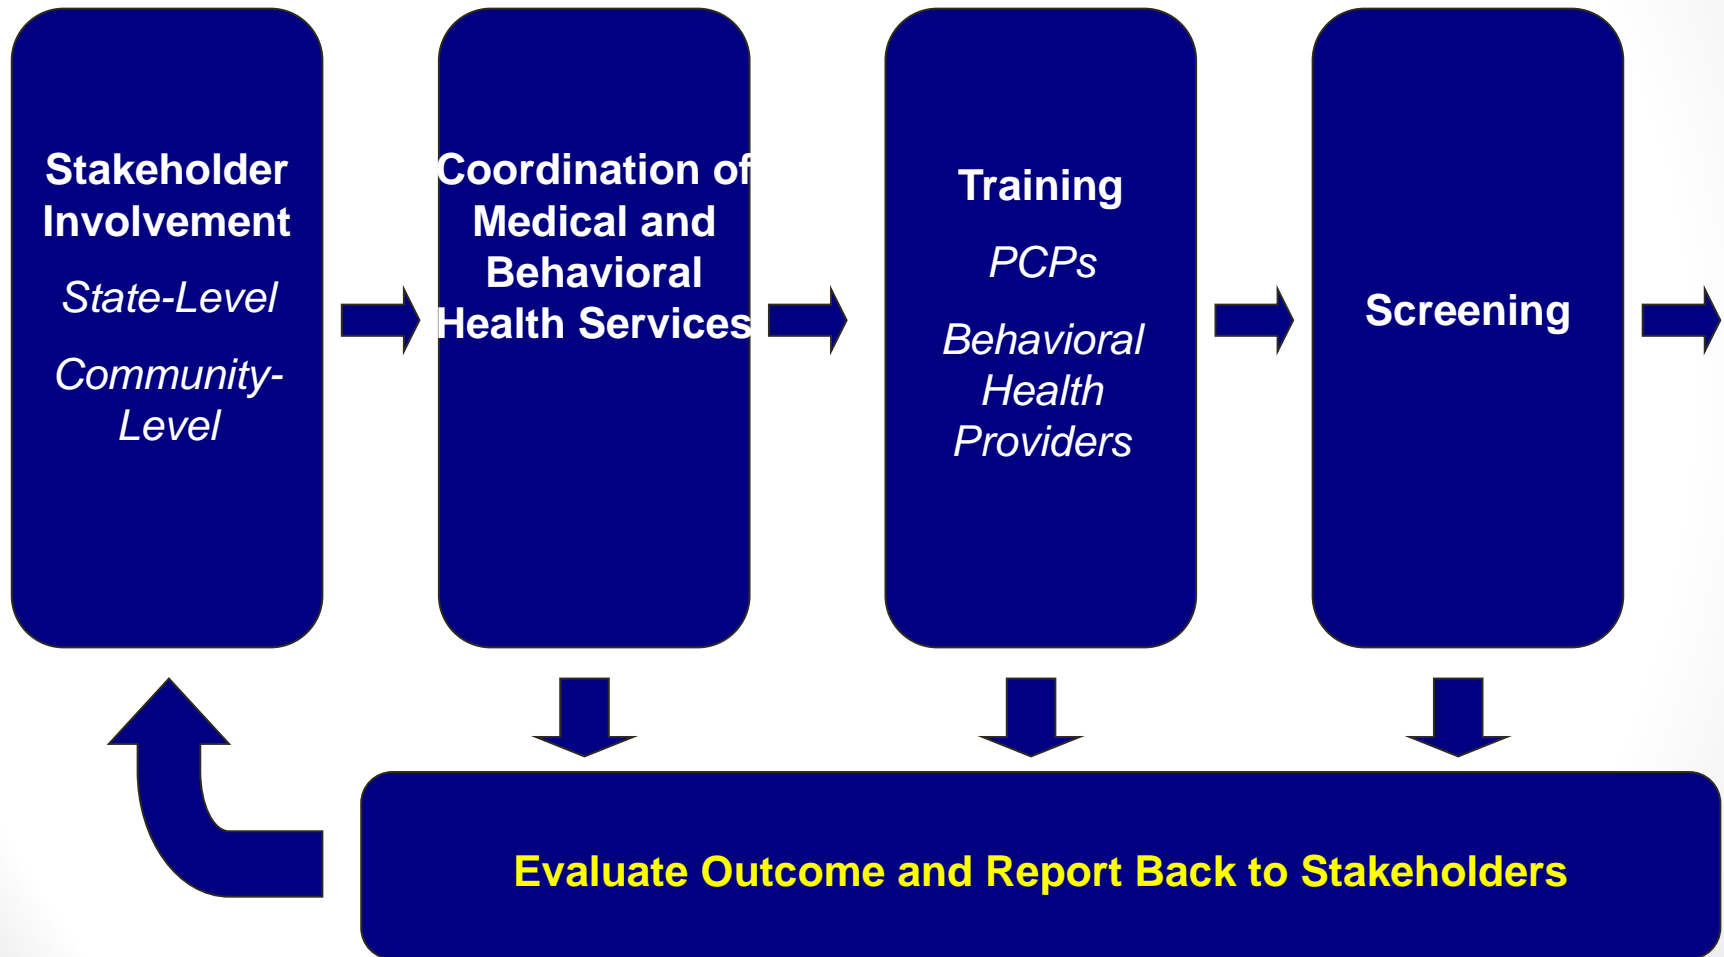 Stakeholder
Involvement
State-Level
Community-
Level
Coordination of
Medical and
Behavioral
Health Services
Training
PCPs
Behavioral
Health
Providers
Screening
Evaluate Outcome and Report Back to Stakeholders